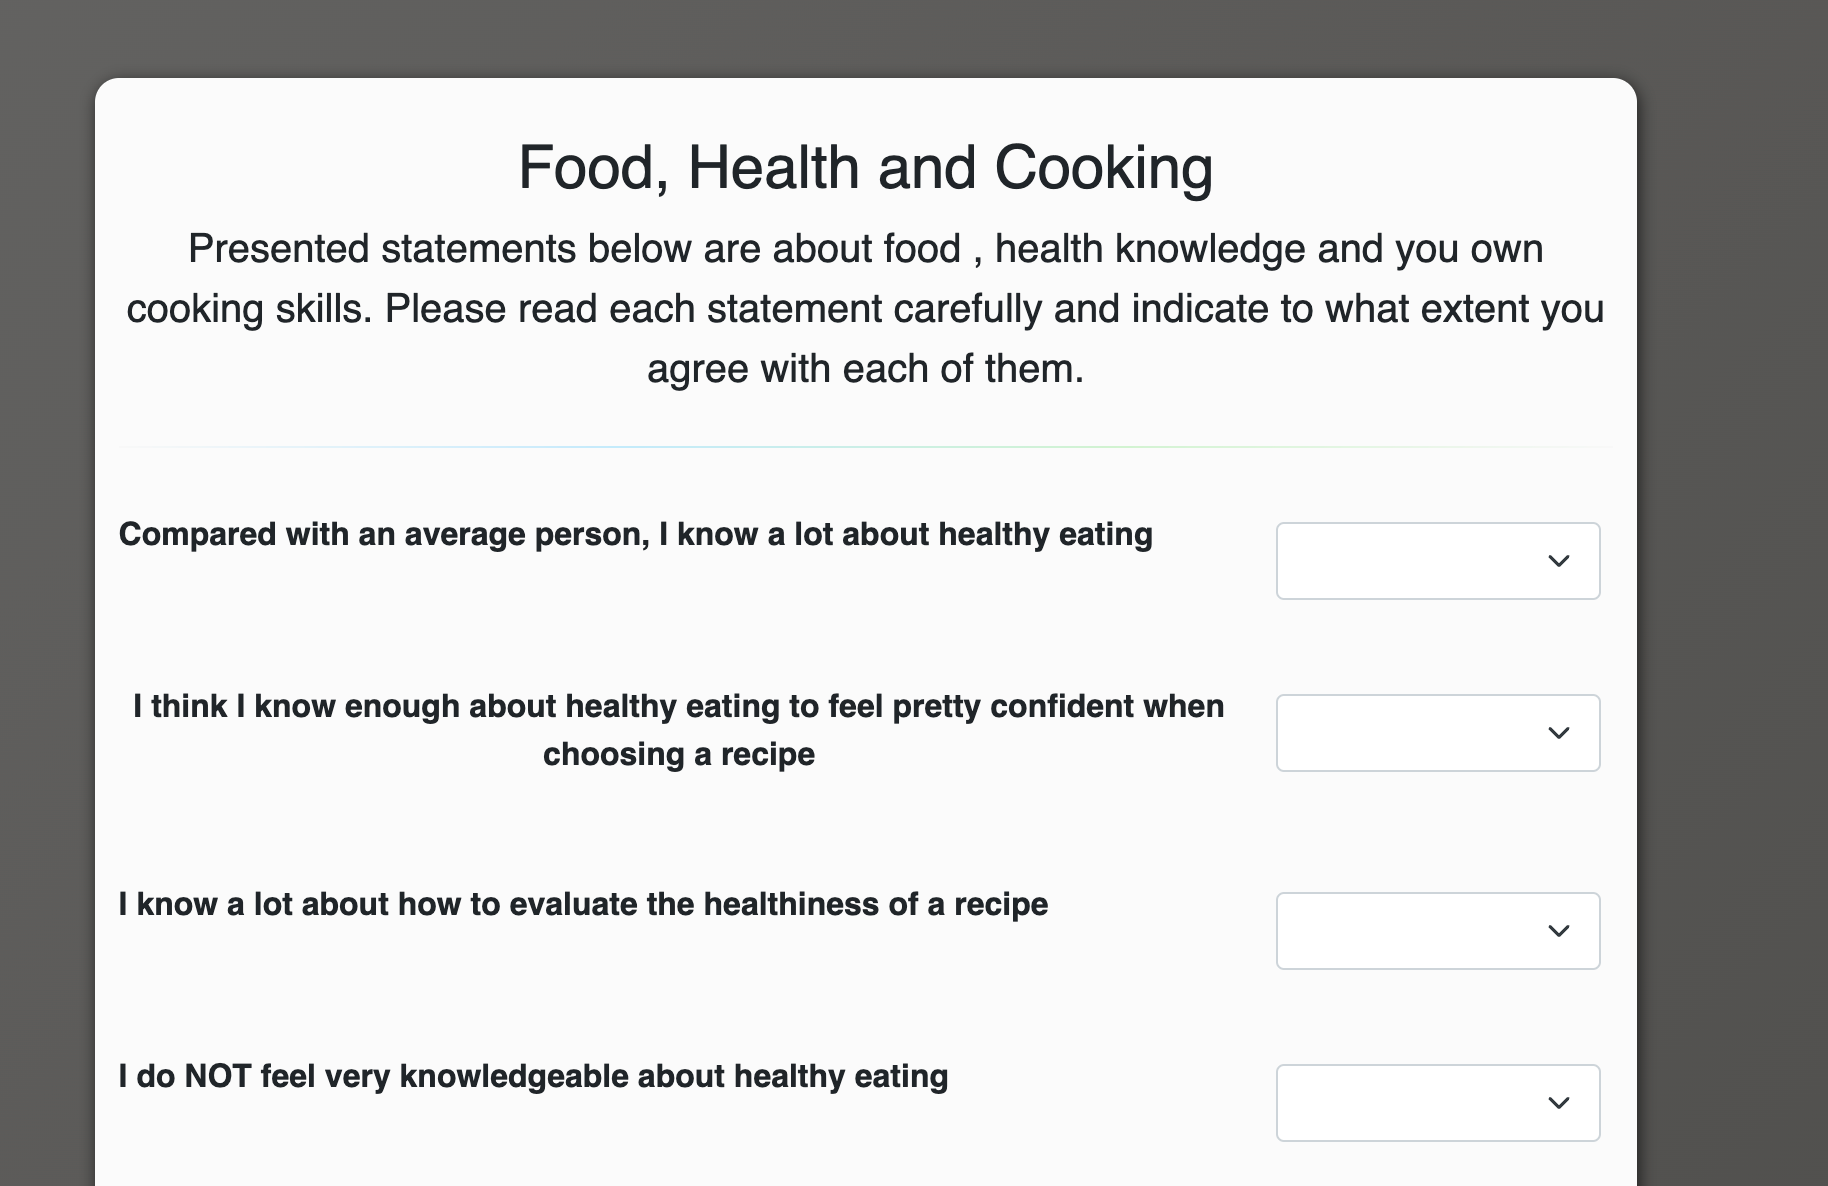 Food, Health and Cooking
Presented statements below are about food , health knowledge and you own
cooking skills. Please read each statement carefully and indicate to what extent you
agree with each of them.
Compared with an average person, I know a lot about healthy eating
I think I know enough about healthy eating to feel pretty confident when
choosing a recipe
I know a lot about how to evaluate the healthiness of a recipe
I do NOT feel very knowledgeable about healthy eating